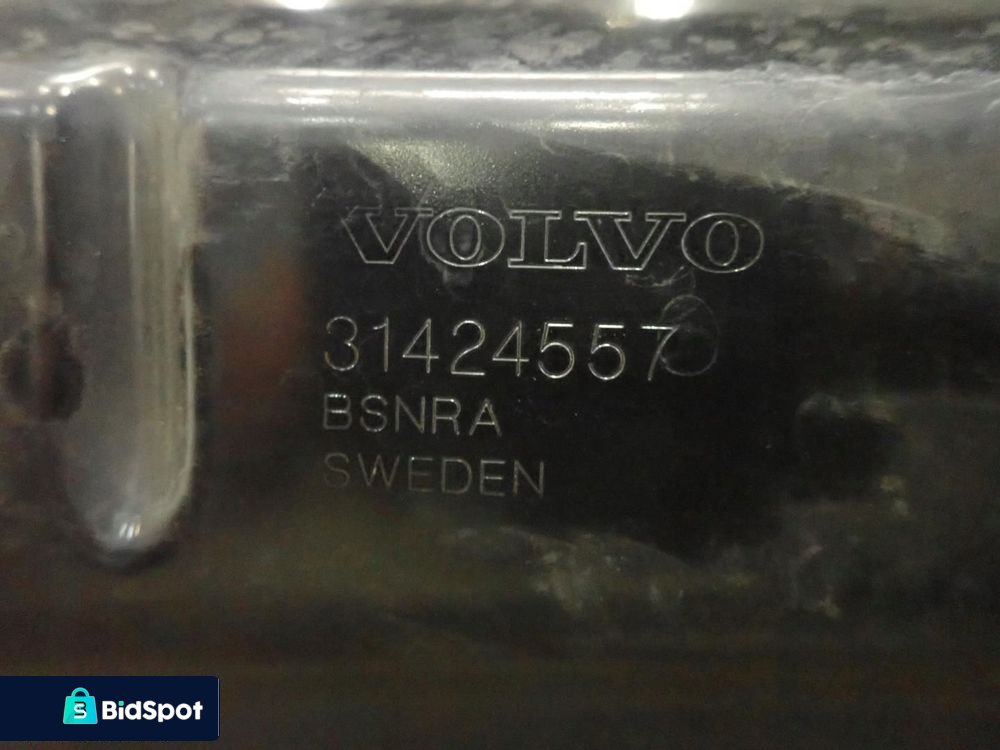 VOLVO
31424557
BSNRA
SWEDEN
BidSpot